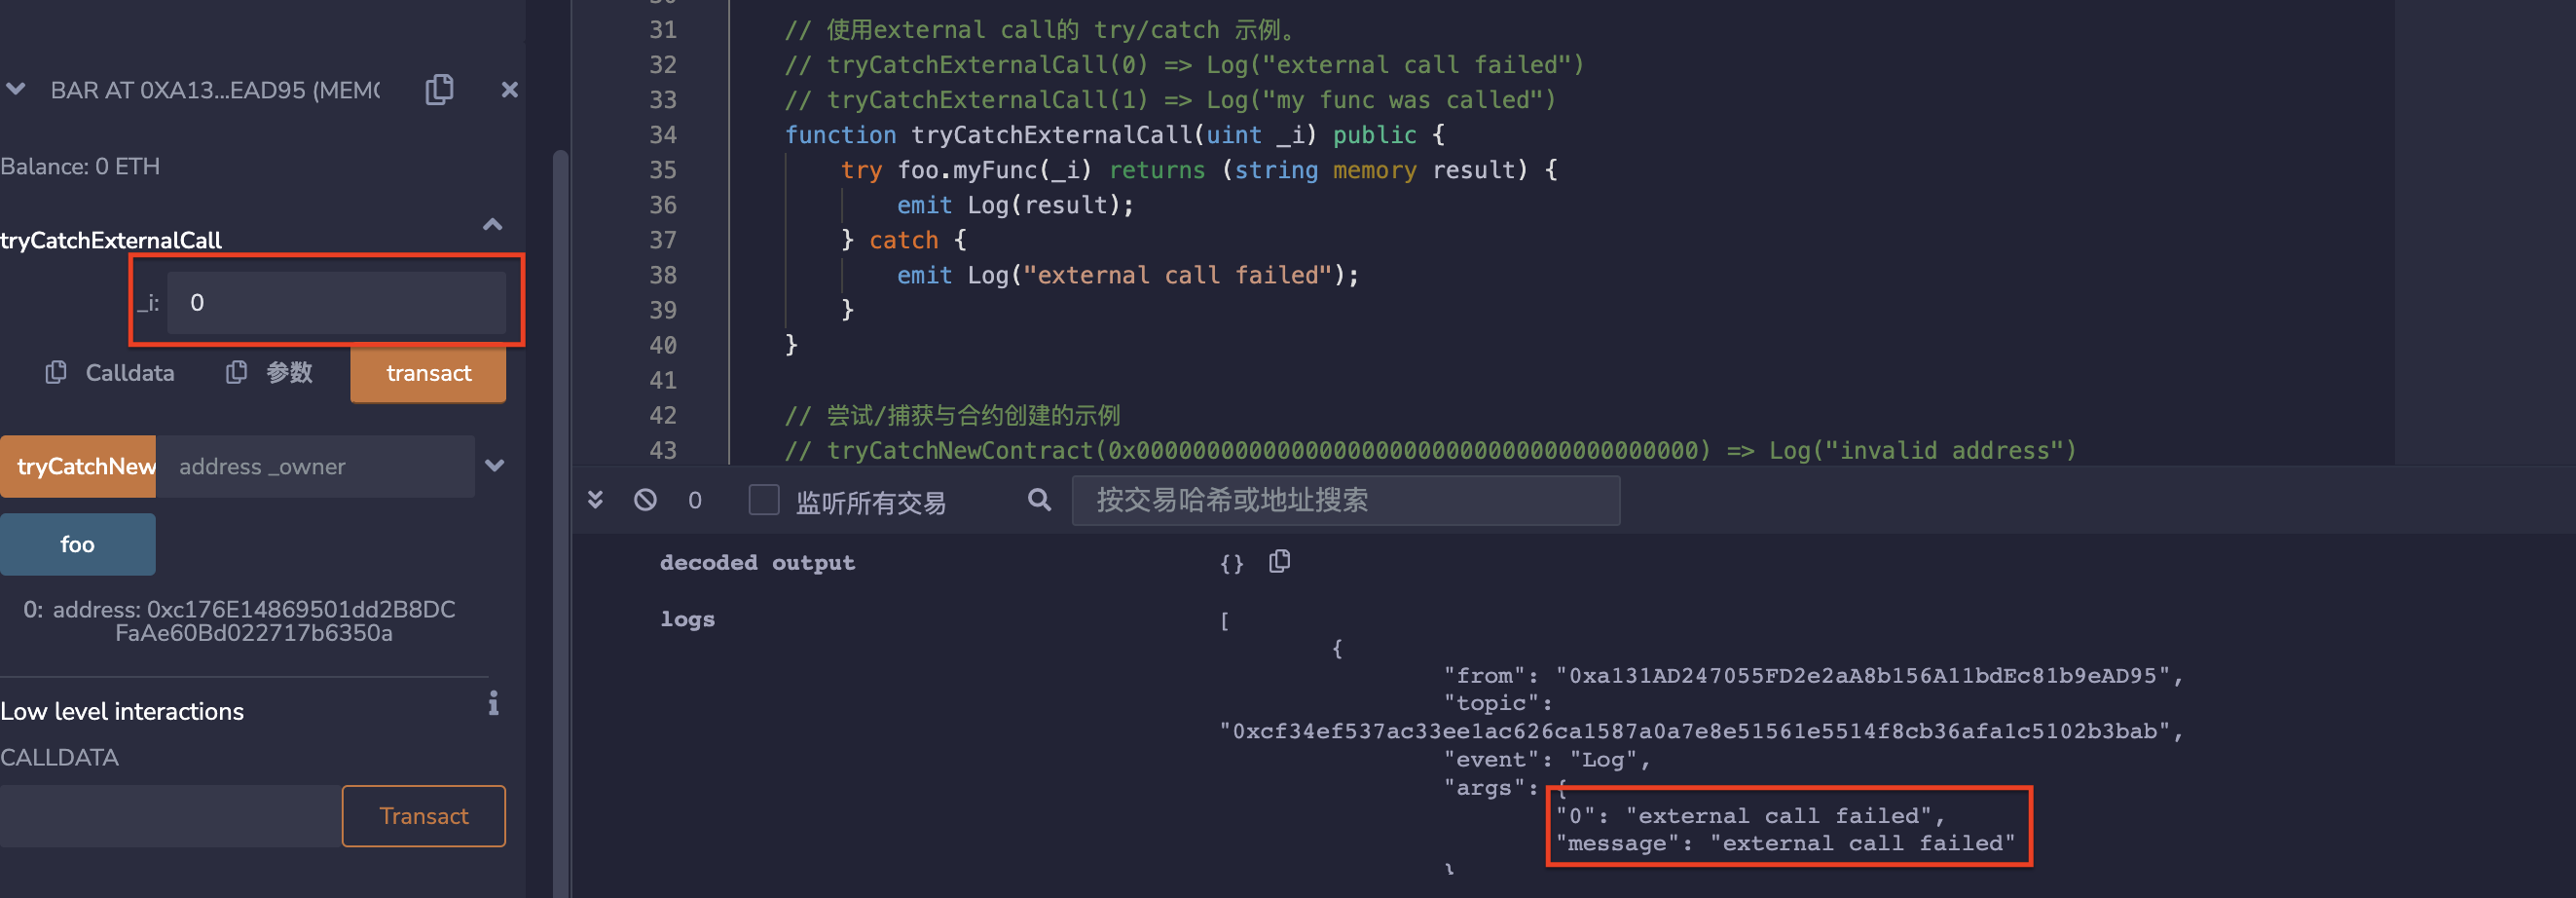 BAR AT 0XA13...EAD95 (MEMO
Balance: 0 ETH
tryCatchExternalCall
_i: 0
Calldata 参数 transact
tryCatchNew address _owner
foo
0: address: 0xc176E14869501dd2B8DC
FaAe60Bd022717b6350a
Low level interactions
CALLDATA
Transact
31 // 使用external call的 try/catch 示例。
32 // tryCatchExternalCall(0) => Log("external call failed")
33 // tryCatchExternalCall(1) => Log("my func was called")
34 function tryCatchExternalCall(uint _i) public {
35 try foo.myFunc(_i) returns (string memory result) {
36 emit Log(result);
37 } catch {
38 emit Log("external call failed");
39 }
40 }
41
42 // 尝试/捕获与合约创建的示例
43 // tryCatchNewContract(0x0000000000000000000000000000000000000000) => Log("invalid address")
0 监听所有交易 按交易哈希或地址搜索
decoded output {}
logs [
{
"from": "0xa131AD247055FD2e2aA8b156A11bdEc81b9eAD95",
"topic":
"0xcf34ef537ac33ee1ac626ca1587a0a7e8e51561e5514f8cb36afa1c5102b3bab",
"event": "Log",
"args": {
"0": "external call failed",
"message": "external call failed"
}